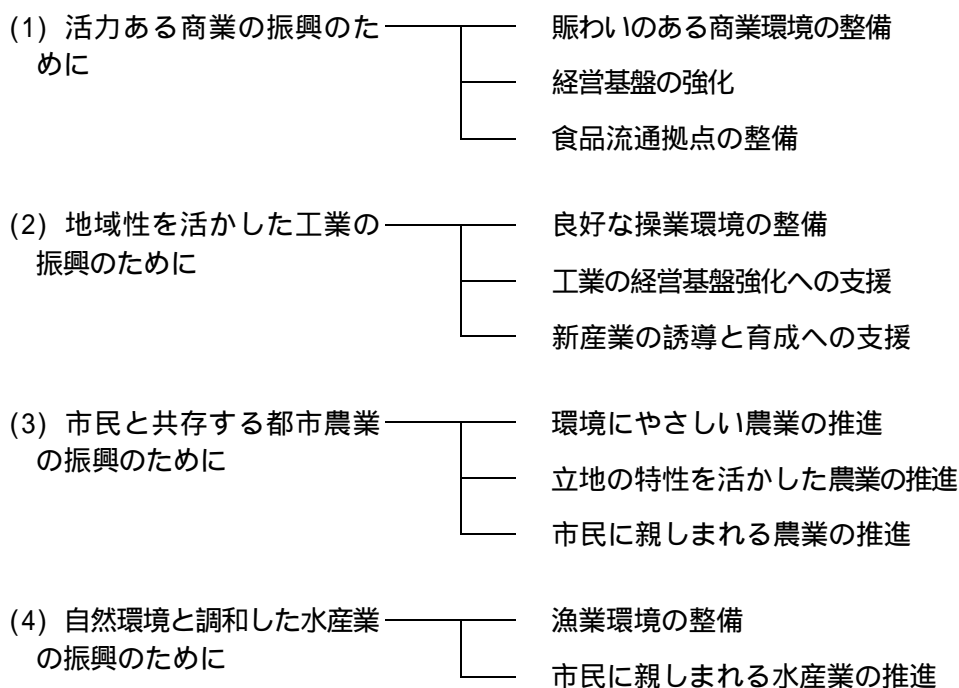 (1) 活力ある商業の振興のた
めに
賑わいのある商業環境の整備
経営基盤の強化
食品流通拠点の整備
(2) 地域性を活かした工業の
振興のために
良好な操業環境の整備
工業の経営基盤強化への支援
新産業の誘導と育成への支援
(3) 市民と共存する都市農業
の振興のために
環境にやさしい農業の推進
立地の特性を活かした農業の推進
市民に親しまれる農業の推進
(4) 自然環境と調和した水産業
の振興のために
漁業環境の整備
市民に親しまれる水産業の推進